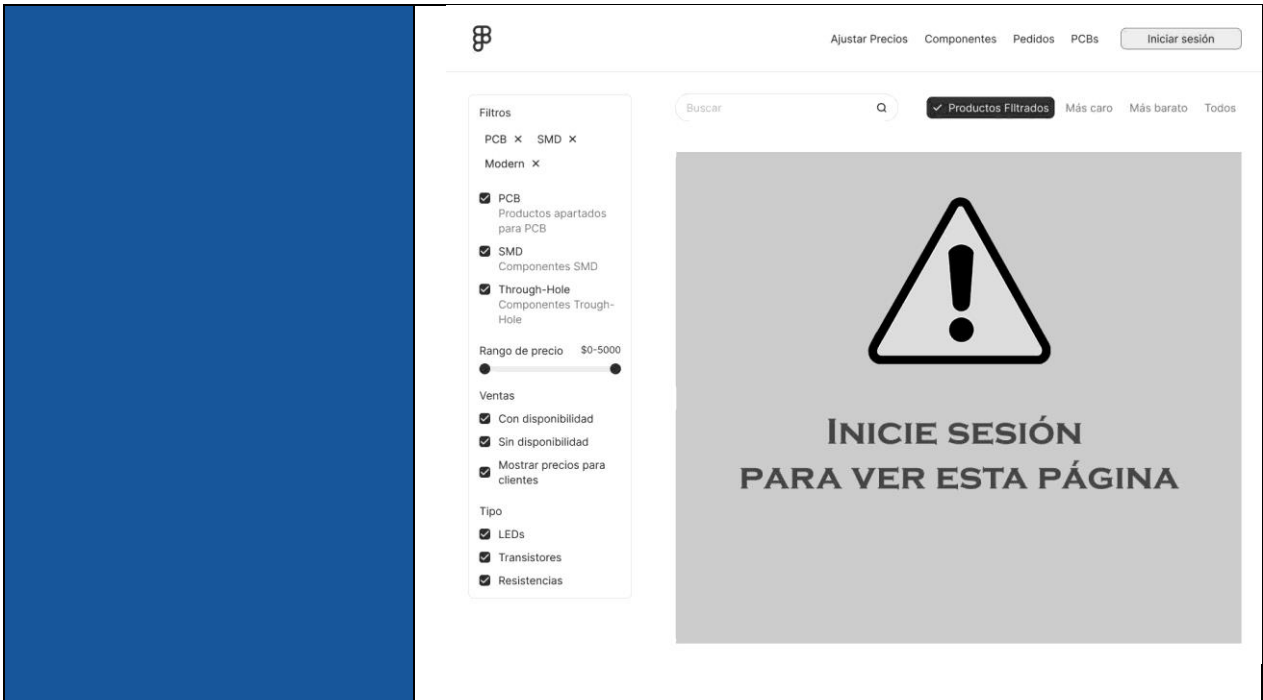 Ajustar Precios Componentes Pedidos PCBs Iniciar sesión
Filtros
PCB SMD
Modern
PCB
Productos apartados
para PCB
SMD
Componentes SMD
Through-Hole
Componentes Trough-
Hole
Rango de precio $0-5000
Ventas
Con disponibilidad
Sin disponibilidad
Mostrar precios para
clientes
Tipo
LEDs
Transistores
Resistencias
Buscar
Productos FIltrados Más caro Más barato Todos
INICIE SESIÓN
PARA VER ESTA PÁGINA